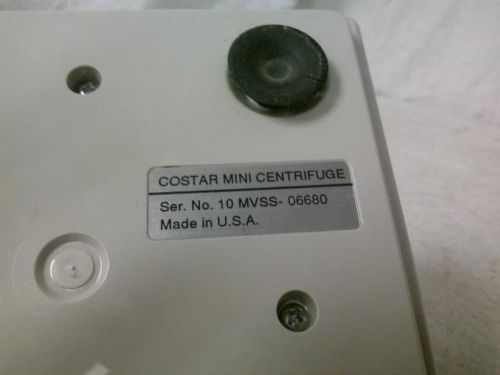 COSTAR MINI CENTRIFUGE
Ser. No. 10 MVSS- 06680
Made in U.S.A.